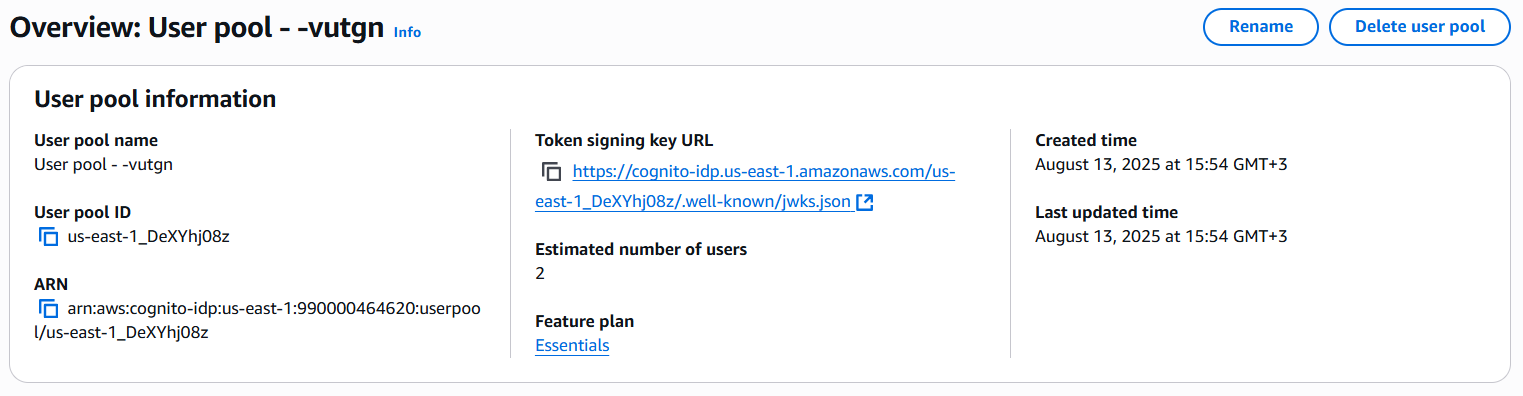 Overview: User pool - -vutgn Info
Rename
Delete user pool
User pool information
User pool name
User pool - -vutgn
User pool ID
us-east-1_DeXYhj08z
ARN
arn:aws:cognito-idp:us-east-1:990000464620:userpoo
l/us-east-1_DeXYhj08z
Token signing key URL
https://cognito-idp.us-east-1.amazonaws.com/us-
east-1_DeXYhj08z/.well-known/jwks.json
Estimated number of users
2
Feature plan
Essentials
Created time
August 13, 2025 at 15:54 GMT+3
Last updated time
August 13, 2025 at 15:54 GMT+3